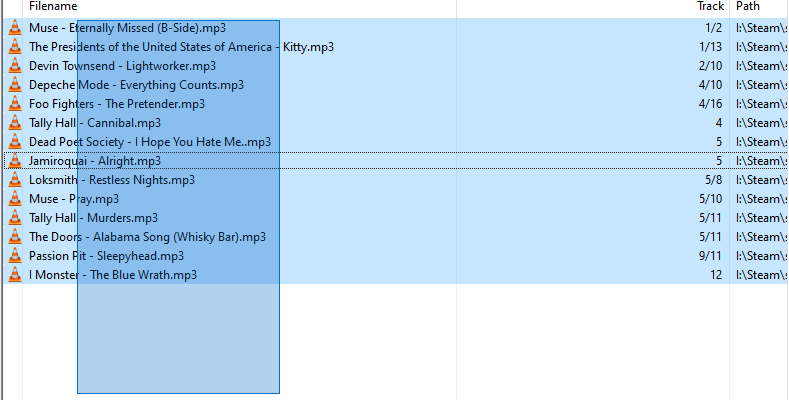 Filename Track Path
Muse - Eternally Missed (B-Side).mp3 1/2 I:\Steam\s
The Presidents of the United States of America - Kitty.mp3 1/13 I:\Steam\s
Devin Townsend - Lightworker.mp3 2/10 I:\Steam\s
Depeche Mode - Everything Counts.mp3 4/10 I:\Steam\s
Foo Fighters - The Pretender.mp3 4/16 I:\Steam\s
Tally Hall - Cannibal.mp3 4 I:\Steam\s
Dead Poet Society - I Hope You Hate Me..mp3 5 I:\Steam\s
Jamiroquai - Alright.mp3 5 I:\Steam\s
Loksmith - Restless Nights.mp3 5/8 I:\Steam\s
Muse - Pray.mp3 5/10 I:\Steam\s
Tally Hall - Murders.mp3 5/11 I:\Steam\s
The Doors - Alabama Song (Whisky Bar).mp3 5/11 I:\Steam\s
Passion Pit - Sleepyhead.mp3 9/11 I:\Steam\s
I Monster - The Blue Wrath.mp3 12 I:\Steam\s